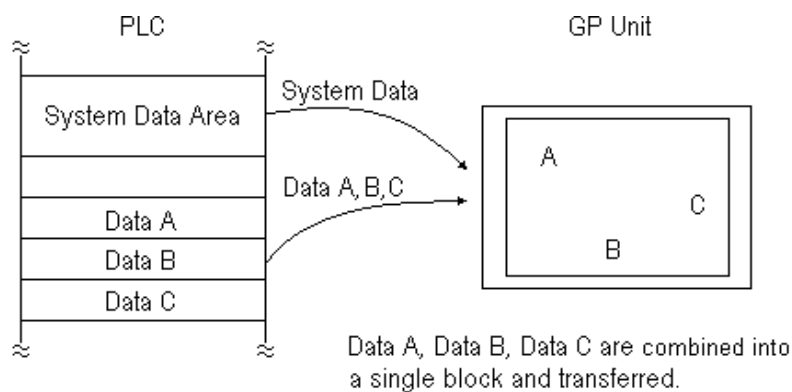 PLC
GP Unit
System Data Area
System Data
Data A, B, C
Data A
Data B
Data C
A
C
B
Data A, Data B, Data C are combined into
a single block and transferred.